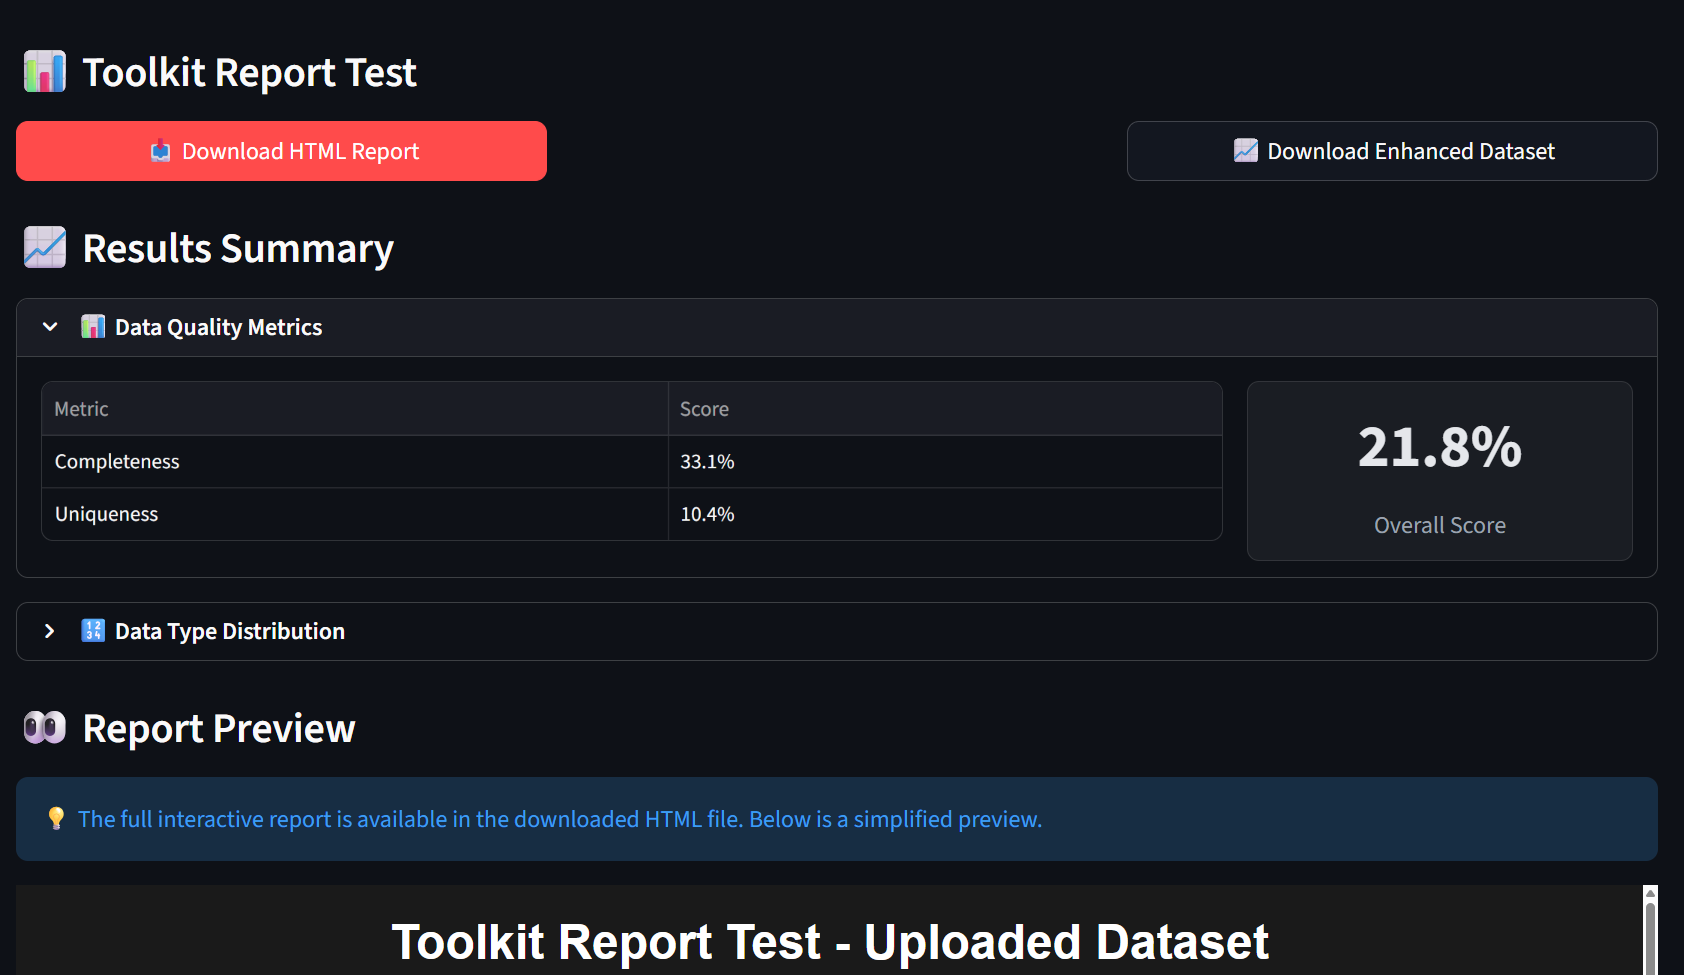 Toolkit Report Test
Download HTML Report
Download Enhanced Dataset
Results Summary
Data Quality Metrics
Metric Score
Completeness 33.1%
Uniqueness 10.4%
21.8%
Overall Score
Data Type Distribution
Report Preview
The full interactive report is available in the downloaded HTML file. Below is a simplified preview.
Toolkit Report Test - Uploaded Dataset